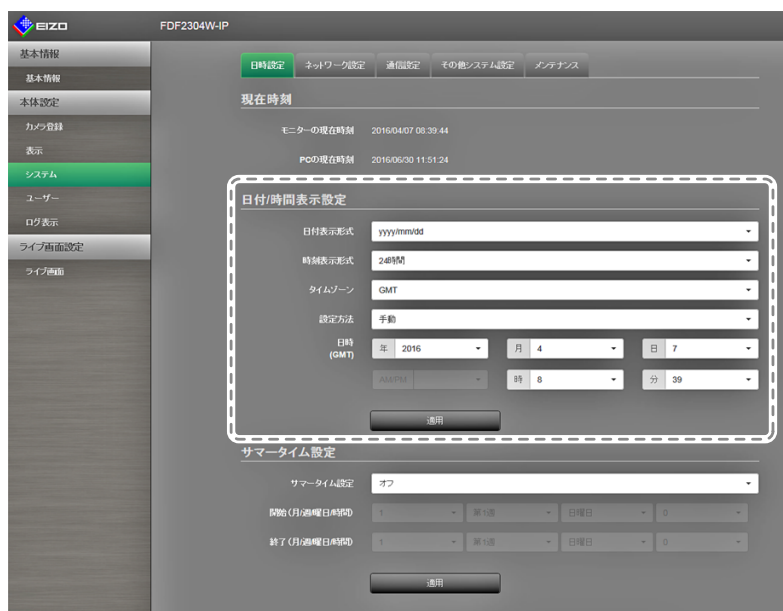 EIZO
FDF2304W-IP
基本情報
基本情報
本体設定
カメラ登録
表示
システム
ユーザー
ログ表示
ライブ画面設定
ライブ画面
日時設定 ネットワーク設定 通信設定 その他システム設定 メンテナンス
現在時刻
モニターの現在時刻 2016/04/07 08:39:44
PCの現在時刻 2016/06/30 11:51:24
日付/時間表示設定
日付表示形式 yyyy/mm/dd
時刻表示形式 24時間
タイムゾーン GMT
設定方法 手動
日時 年 2016 月 4 日 7
(GMT)
AM/PM 時 8 分 39
適用
サマータイム設定
サマータイム設定 オフ
開始(月/週/曜日/時間) 1 第1週 日曜日 0
終了(月/週/曜日/時間) 1 第1週 日曜日 0
適用